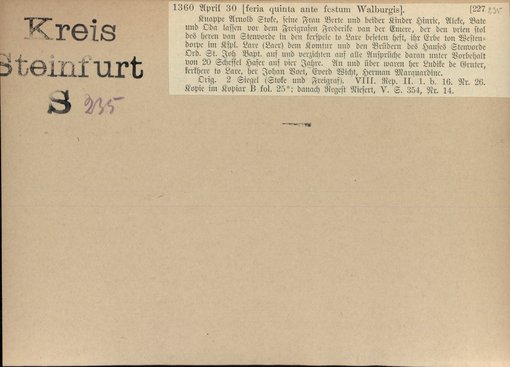 Kreis
Steinfurt
S 235
1360 April 30 [feria quinta ante festum Walburgis]. [227 235
Knappe Arnold Stoke, seine Frau Berte und beider Kinder Hinric, Aleke, Bate
und Oda lassen vor dem Freigrafen Frederike van der Cuere, der den vrien stol
des heren van Stenvorde in den kerspele to Lare beseten heft, ihr Erbe ton Westen-
dorpe im Kspl. Lare (Laer) dem Komtur und den Brüdern des Hauses Stenvorde
Ord. St. Joh. Bapt. auf und verzichten auf alle Ansprüche daran unter Vorbehalt
von 20 Scheffel Hafer auf vier Jahre. An und über waren her Ludike de Gruter,
kerkhere to Lare, her Johan Voet, Everd Wicht, Herman Marquardinc.
Orig. 2 Siegel (Stoke und Freigraf). VIII. Rep. II. 1. b. 16. Nr. 26.
Kopie im Kopiar B fol. 25ᵛ; danach Regest Niesert, V. S. 354, Nr. 14.